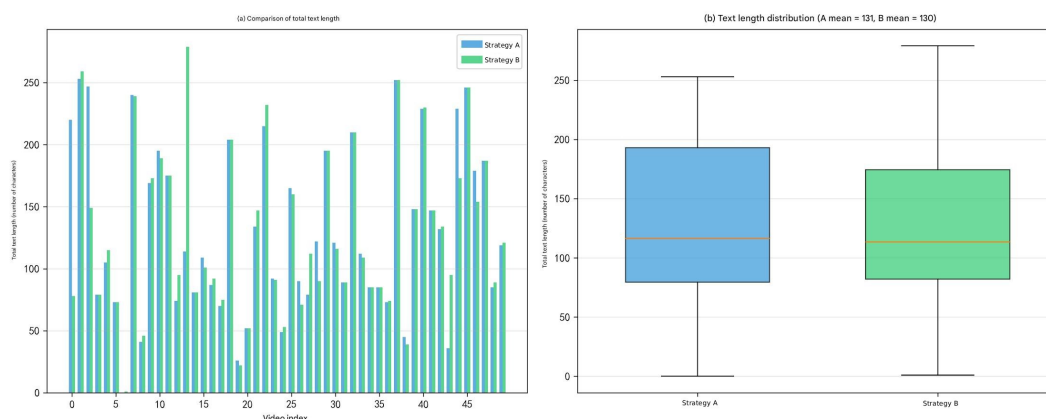 (a) Comparison of total text length
Total text length (number of characters)
250
200
150
100
50
0
Strategy A
Strategy B
0 5 10 15 20 25 30 35 40 45
Video index
(b) Text length distribution (A mean = 131, B mean = 130)
Total text length (number of characters)
250
200
150
100
50
0
Strategy A Strategy B